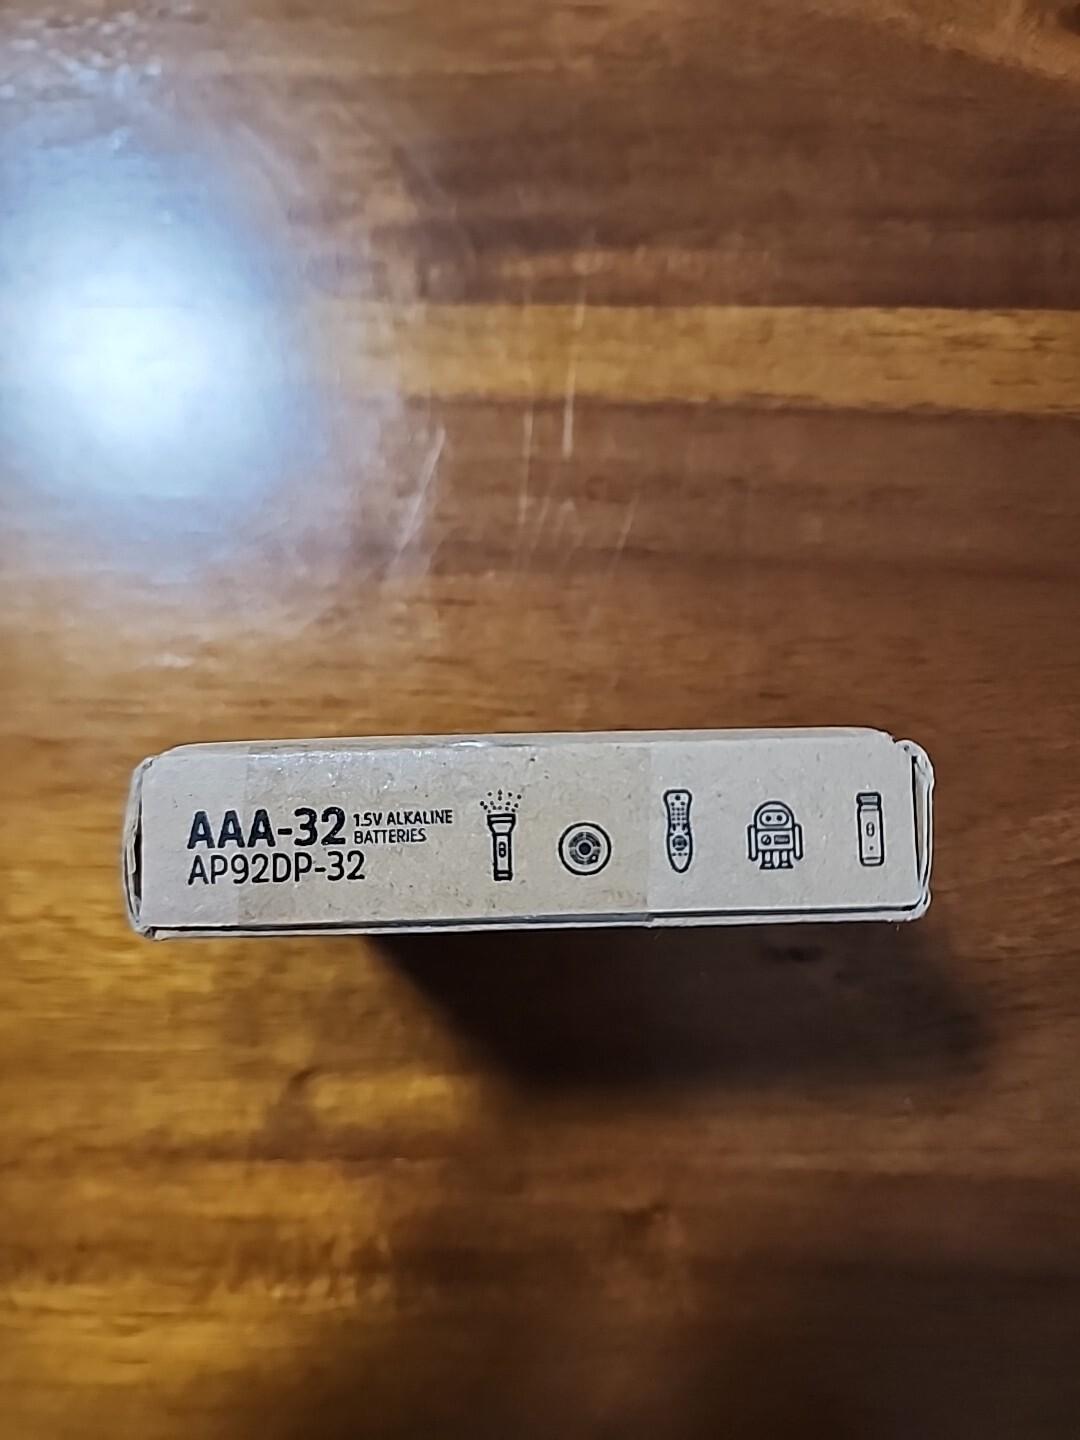 AAA-32 1.5V ALKALINE BATTERIES
AP92DP-32